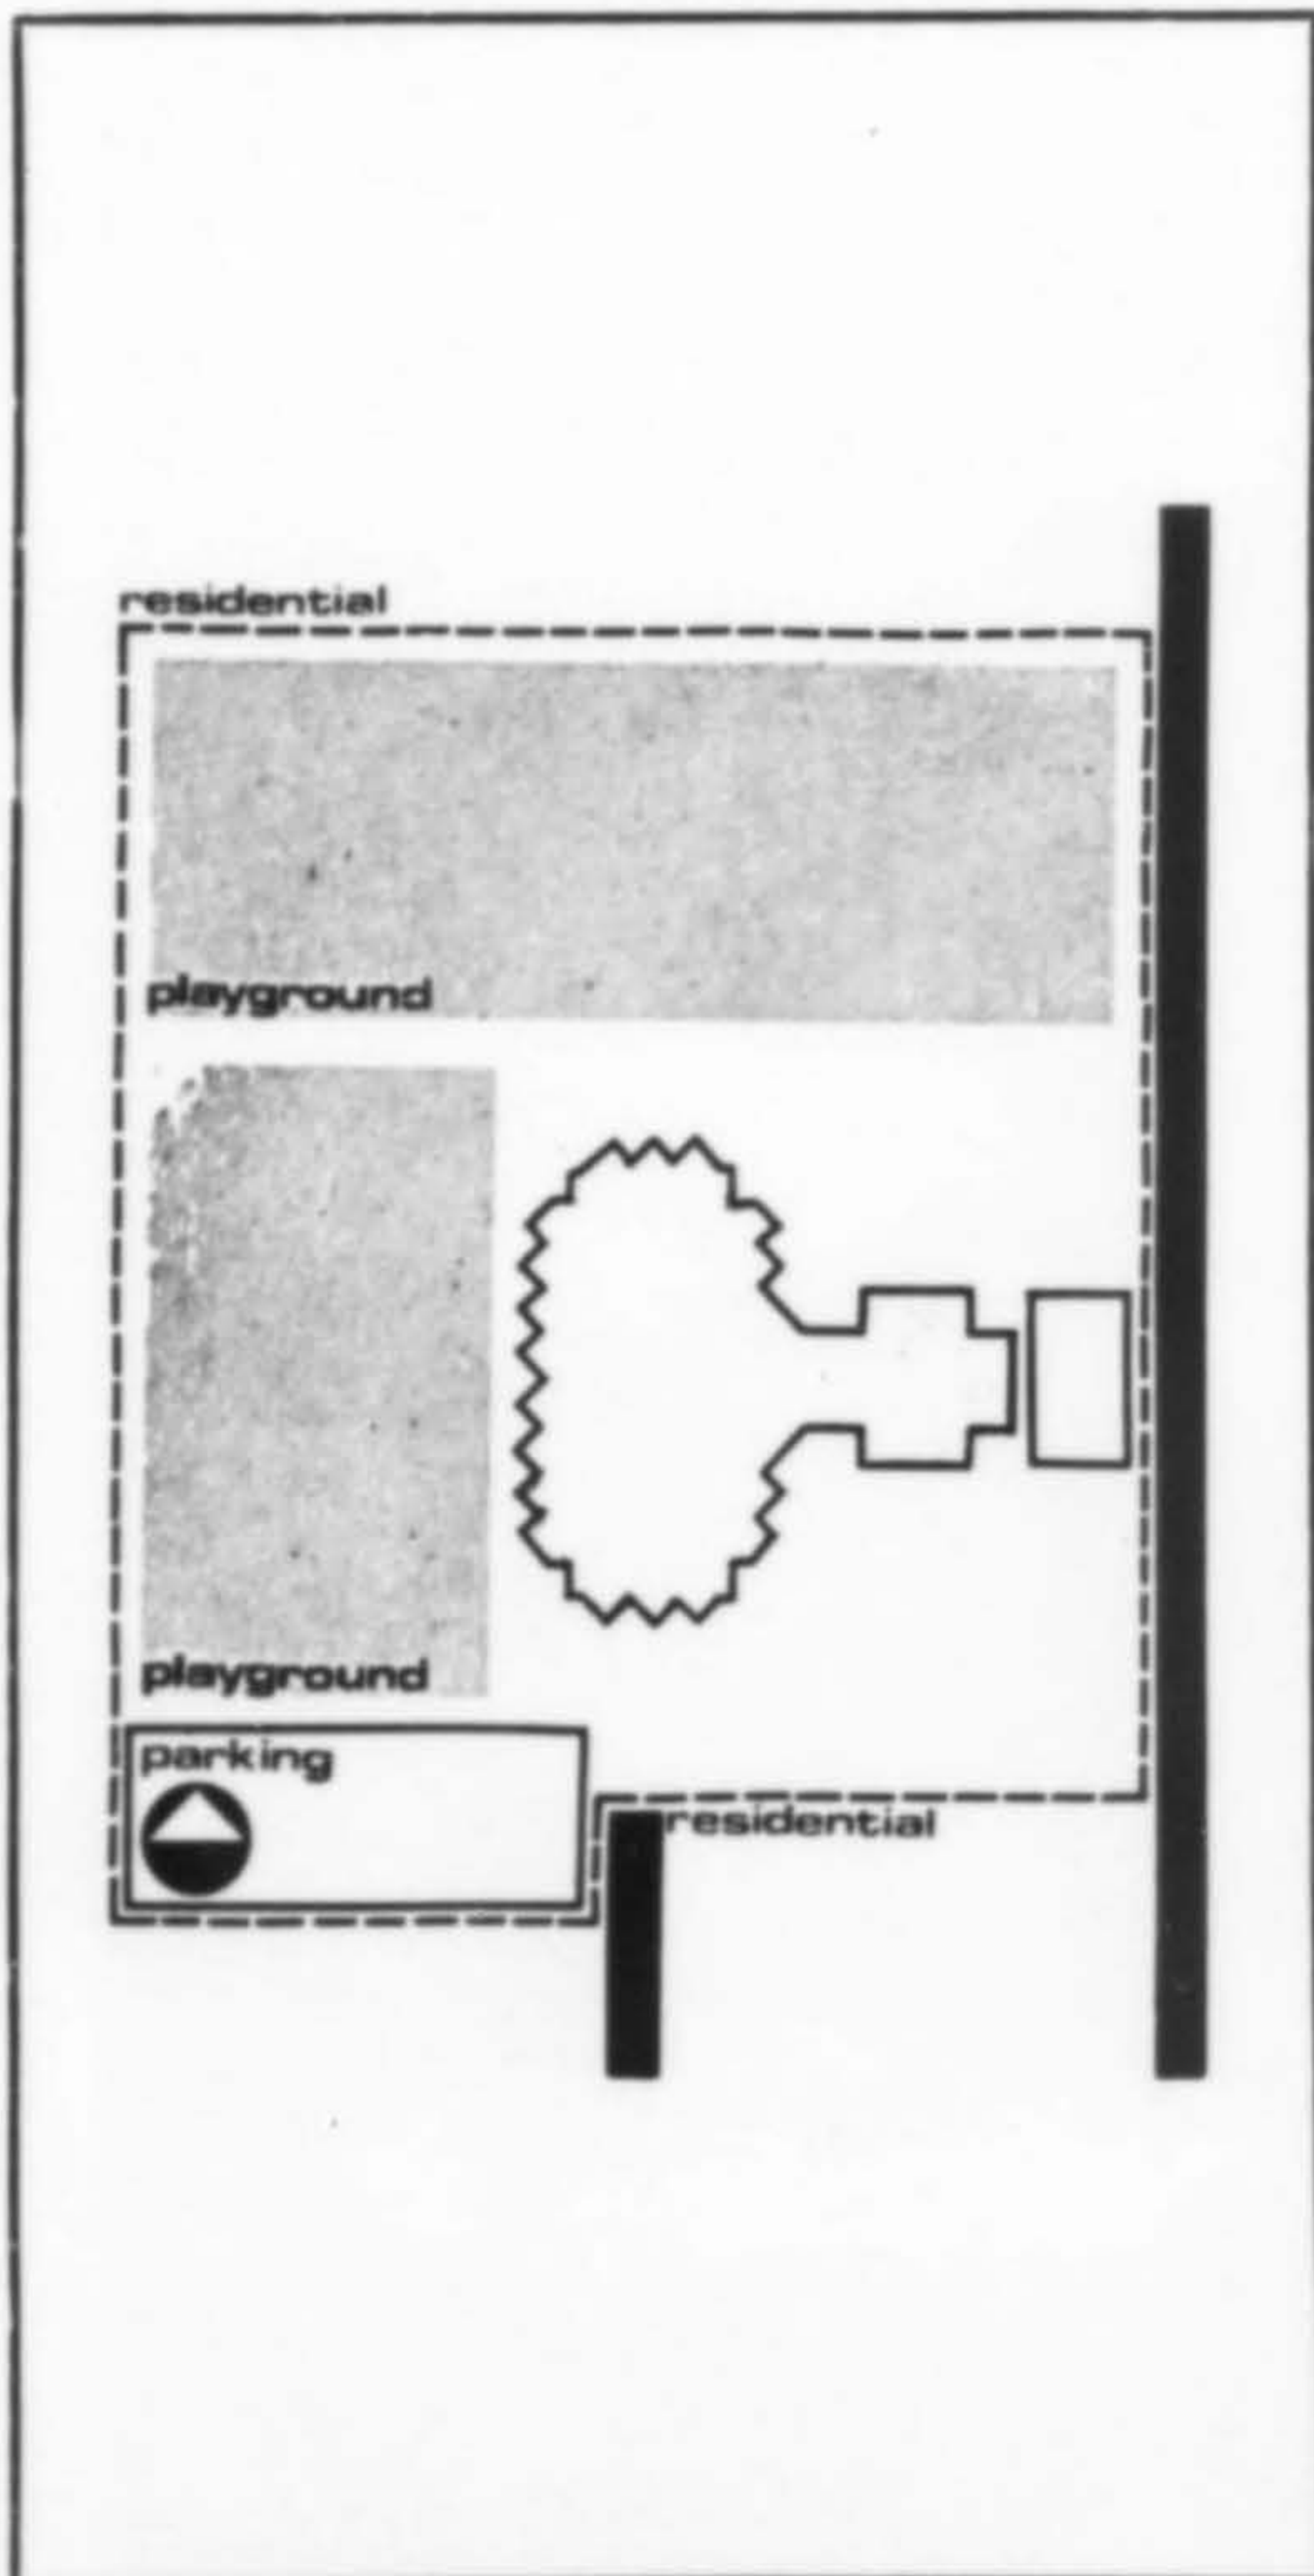 residential
playground
playground
parking
residential